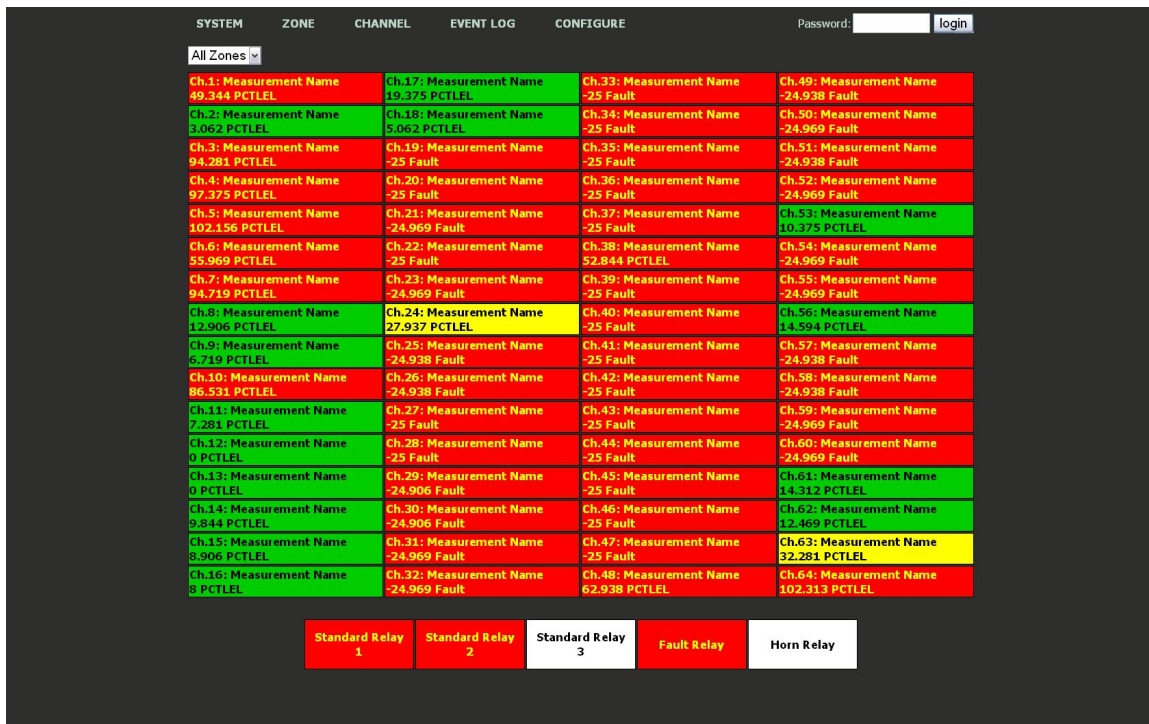 SYSTEM ZONE CHANNEL EVENT LOG CONFIGURE Password: login
All Zones
Ch.1: Measurement Name
49.344 PCTLEL
Ch.2: Measurement Name
3.062 PCTLEL
Ch.3: Measurement Name
94.281 PCTLEL
Ch.4: Measurement Name
97.375 PCTLEL
Ch.5: Measurement Name
102.156 PCTLEL
Ch.6: Measurement Name
55.969 PCTLEL
Ch.7: Measurement Name
94.719 PCTLEL
Ch.8: Measurement Name
12.906 PCTLEL
Ch.9: Measurement Name
6.719 PCTLEL
Ch.10: Measurement Name
86.531 PCTLEL
Ch.11: Measurement Name
7.281 PCTLEL
Ch.12: Measurement Name
0 PCTLEL
Ch.13: Measurement Name
0 PCTLEL
Ch.14: Measurement Name
9.844 PCTLEL
Ch.15: Measurement Name
8.906 PCTLEL
Ch.16: Measurement Name
8 PCTLEL
Ch.17: Measurement Name
19.375 PCTLEL
Ch.18: Measurement Name
5.062 PCTLEL
Ch.19: Measurement Name
-25 Fault
Ch.20: Measurement Name
-25 Fault
Ch.21: Measurement Name
-24.969 Fault
Ch.22: Measurement Name
-25 Fault
Ch.23: Measurement Name
-24.969 Fault
Ch.24: Measurement Name
27.937 PCTLEL
Ch.25: Measurement Name
-24.938 Fault
Ch.26: Measurement Name
-24.938 Fault
Ch.27: Measurement Name
-25 Fault
Ch.28: Measurement Name
-25 Fault
Ch.29: Measurement Name
-24.906 Fault
Ch.30: Measurement Name
-24.906 Fault
Ch.31: Measurement Name
-24.969 Fault
Ch.32: Measurement Name
-24.969 Fault
Ch.33: Measurement Name
-25 Fault
Ch.34: Measurement Name
-25 Fault
Ch.35: Measurement Name
-25 Fault
Ch.36: Measurement Name
-25 Fault
Ch.37: Measurement Name
-25 Fault
Ch.38: Measurement Name
52.844 PCTLEL
Ch.39: Measurement Name
-25 Fault
Ch.40: Measurement Name
-25 Fault
Ch.41: Measurement Name
-25 Fault
Ch.42: Measurement Name
-25 Fault
Ch.43: Measurement Name
-25 Fault
Ch.44: Measurement Name
-25 Fault
Ch.45: Measurement Name
-25 Fault
Ch.46: Measurement Name
-25 Fault
Ch.47: Measurement Name
-25 Fault
Ch.48: Measurement Name
62.938 PCTLEL
Ch.49: Measurement Name
-24.938 Fault
Ch.50: Measurement Name
-24.969 Fault
Ch.51: Measurement Name
-24.938 Fault
Ch.52: Measurement Name
-24.969 Fault
Ch.53: Measurement Name
10.375 PCTLEL
Ch.54: Measurement Name
-24.969 Fault
Ch.55: Measurement Name
-24.969 Fault
Ch.56: Measurement Name
14.594 PCTLEL
Ch.57: Measurement Name
-24.938 Fault
Ch.58: Measurement Name
-24.938 Fault
Ch.59: Measurement Name
-24.969 Fault
Ch.60: Measurement Name
-24.969 Fault
Ch.61: Measurement Name
14.312 PCTLEL
Ch.62: Measurement Name
12.469 PCTLEL
Ch.63: Measurement Name
32.281 PCTLEL
Ch.64: Measurement Name
102.313 PCTLEL
Standard Relay
1
Standard Relay
2
Standard Relay
3
Fault Relay
Horn Relay